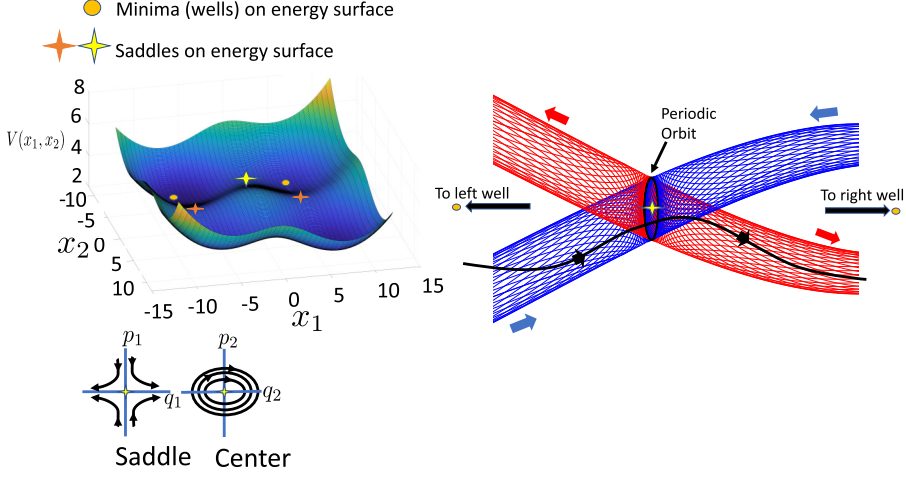 Minima (wells) on energy surface
Saddles on energy surface
8
6
V(x₁, x₂)
4
2
-10
-5
x₂ 0
5
10
-15
-10
-5
0
5
10
15
x₁
Periodic
Orbit
To left well
To right well
p₁
q₁
p₂
q₂
Saddle
Center